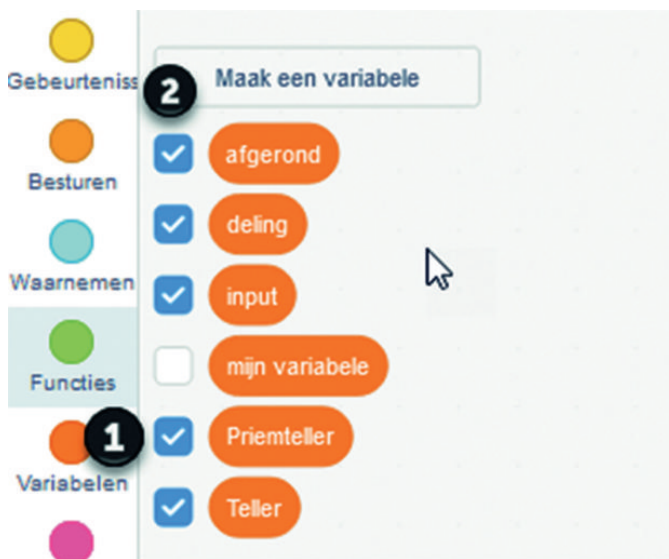 Gebeurteniss
Besturen
Waarnemen
Functies
1
Variabelen
2
Maak een variabele
afgerond
deling
input
mijn variabele
Priemteller
Teller